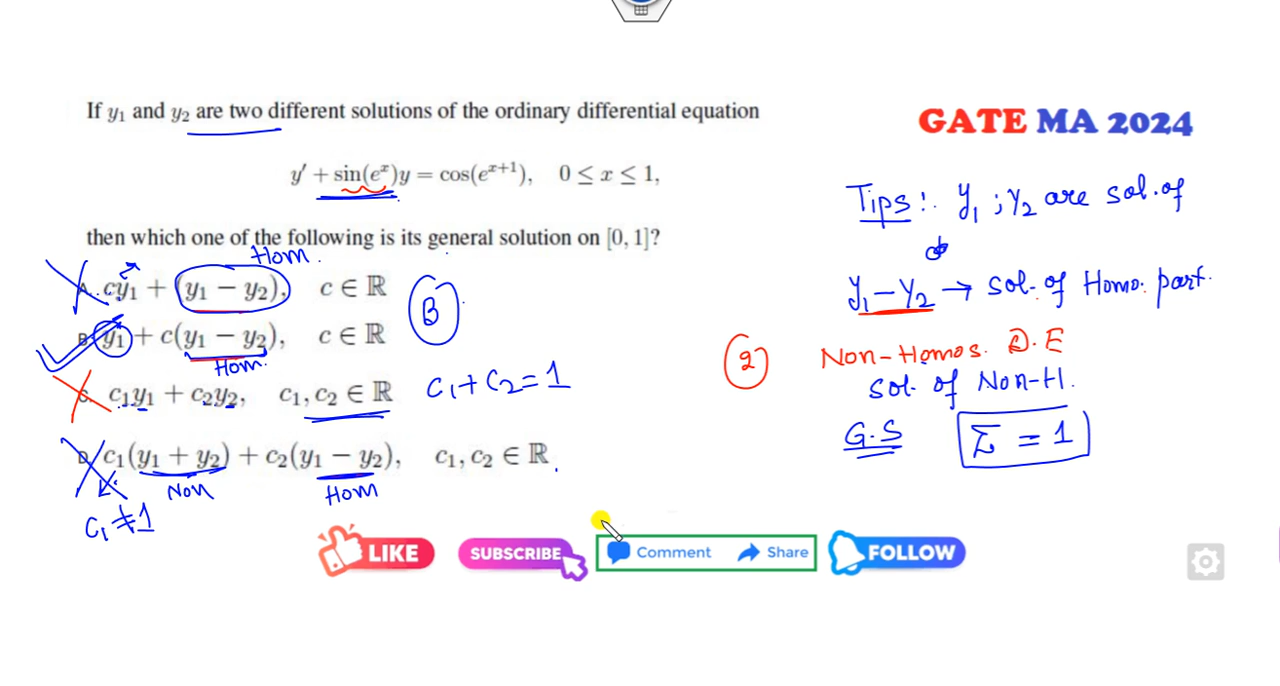 If y₁ and y₂ are two different solutions of the ordinary differential equation
GATE MA 2024
y′ + sin(eˣ)y = cos(eˣ⁺¹), 0 ≤ x ≤ 1,
Tips!. y₁ ; y₂ are sol. of
then which one of the following is its general solution on [0, 1]?
Hom.
A. cy₁ + (y₁ − y₂), c ∈ ℝ
y₁ − y₂ → sol. of Homo. part.
B
B. y₁ + c(y₁ − y₂), c ∈ ℝ
Hom.
② Non-Homos. D.E
sol. of Non-H.
C. c₁y₁ + c₂y₂, c₁, c₂ ∈ ℝ
c₁ + c₂ = 1
G.S Σ = 1
D. c₁(y₁ + y₂) + c₂(y₁ − y₂), c₁, c₂ ∈ ℝ.
Non Hom
c₁ ≠ 1
LIKE SUBSCRIBE Comment Share FOLLOW